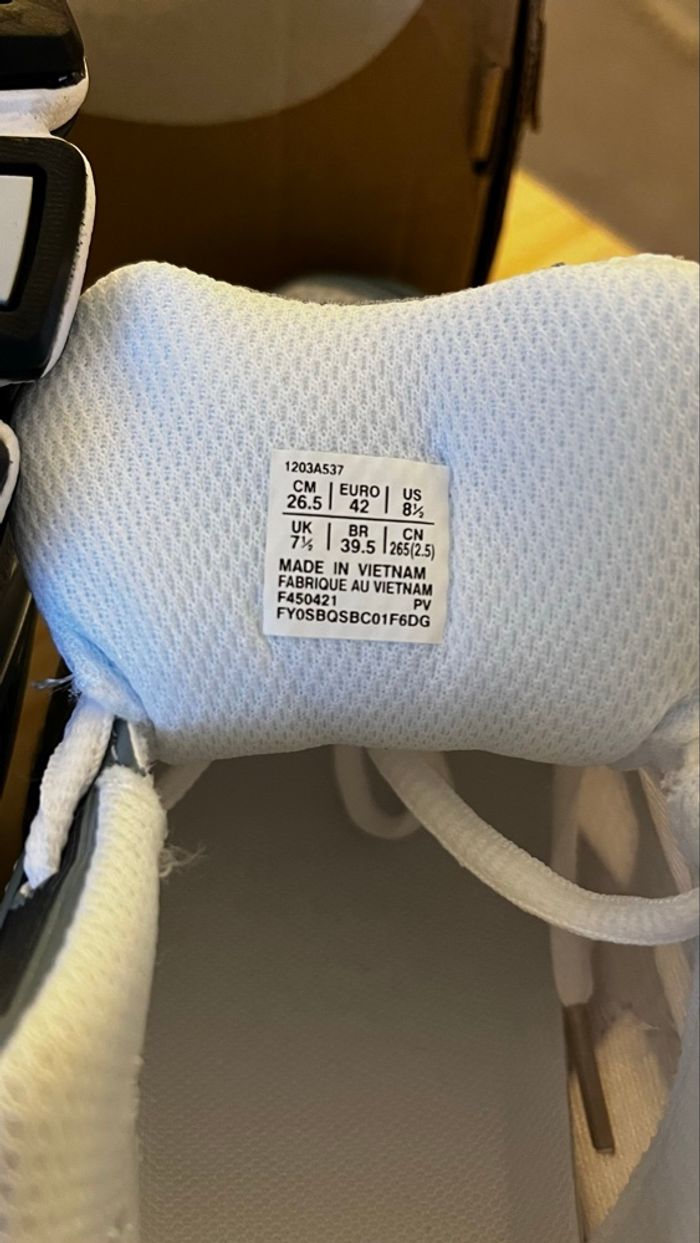 1203A537
CM | EURO | US
26.5 | 42 | 8½
UK | BR | CN
7½ | 39.5 | 265(2.5)
MADE IN VIETNAM
FABRIQUE AU VIETNAM
F450421 PV
FY0SBQSBC01F6DG